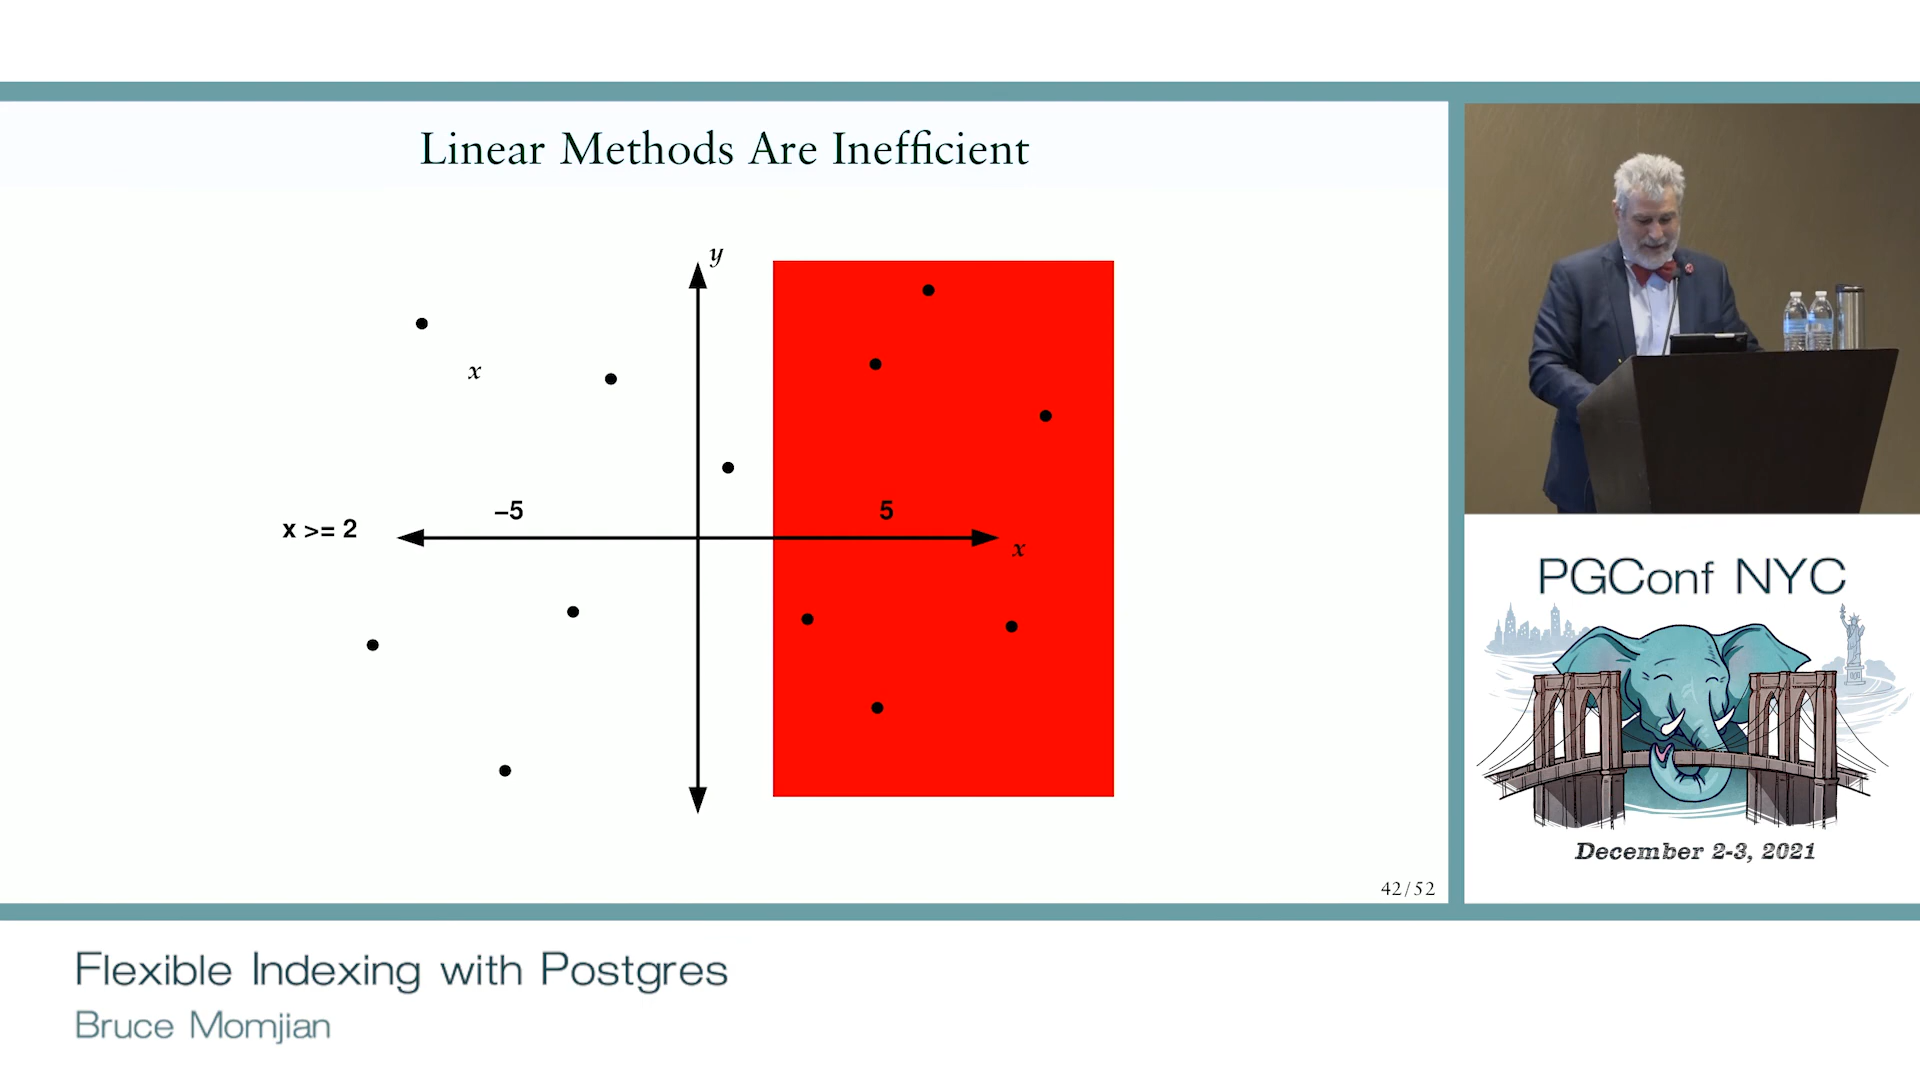 Linear Methods Are Inefficient
y
x
–5
5
x >= 2
x
42/52
PGConf NYC
December 2-3, 2021
Flexible Indexing with Postgres
Bruce Momjian